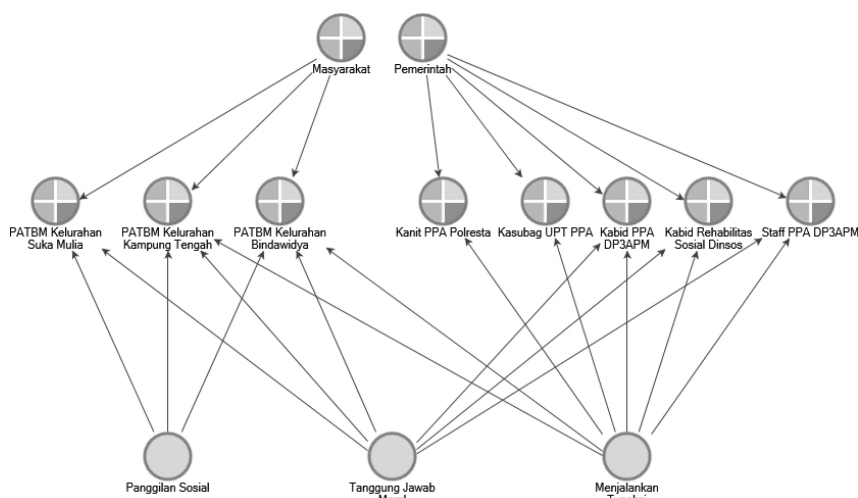 Masyarakat
Pemerintah
PATBM Kelurahan
Suka Mulia
PATBM Kelurahan
Kampung Tengah
PATBM Kelurahan
Bindawidya
Kanit PPA Polresta
Kasubag UPT PPA
Kabid PPA
DP3APM
Kabid Rehabilitas
Sosial Dinsos
Staff PPA DP3APM
Panggilan Sosial
Tanggung Jawab
Menjalankan